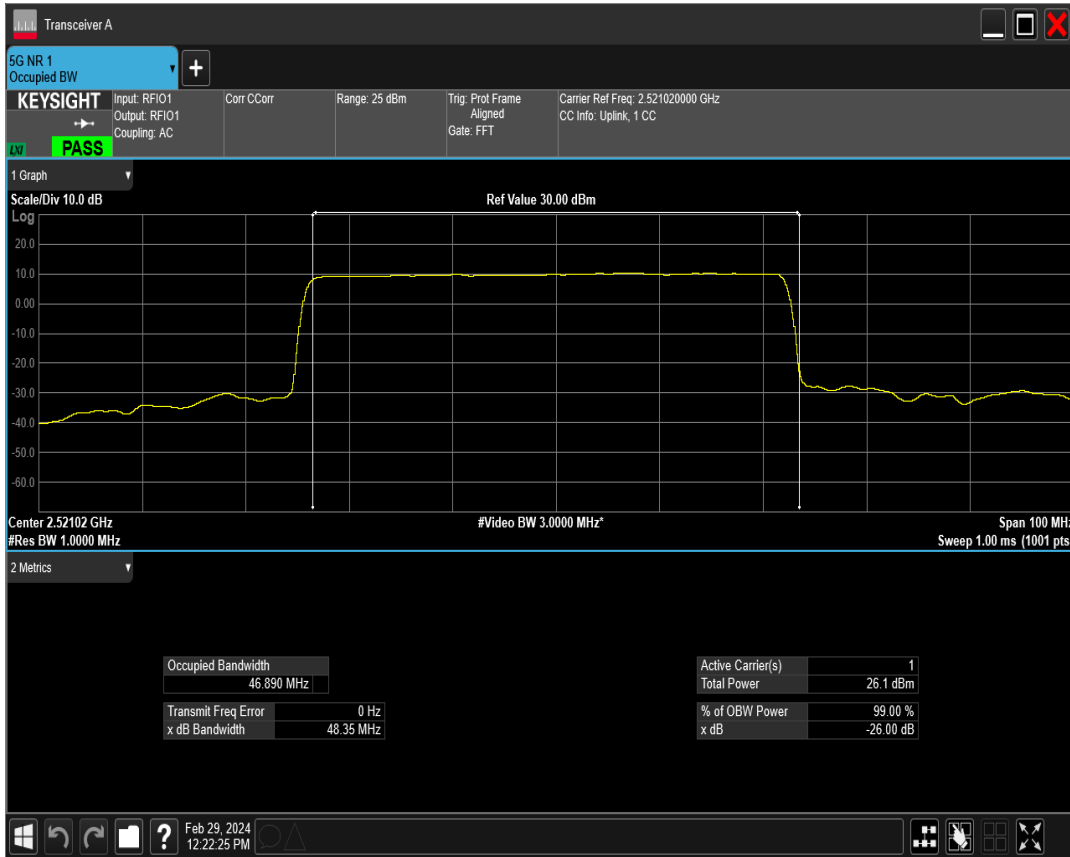 Transceiver A
5G NR 1
Occupied BW
+
KEYSIGHT
LXI
PASS
Input: RFIO1
Output: RFIO1
Coupling: AC
Corr CCorr
Range: 25 dBm
Trig: Prot Frame
Aligned
Gate: FFT
Carrier Ref Freq: 2.521020000 GHz
CC Info: Uplink, 1 CC
1 Graph
Scale/Div 10.0 dB
Ref Value 30.00 dBm
Log
20.0
10.0
0.00
-10.0
-20.0
-30.0
-40.0
-50.0
-60.0
Center 2.52102 GHz
#Video BW 3.0000 MHz*
Span 100 MHz
#Res BW 1.0000 MHz
Sweep 1.00 ms (1001 pts
2 Metrics
Occupied Bandwidth
46.890 MHz
Transmit Freq Error 0 Hz
x dB Bandwidth 48.35 MHz
Active Carrier(s) 1
Total Power 26.1 dBm
% of OBW Power 99.00 %
x dB -26.00 dB
?
Feb 29, 2024
12:22:25 PM